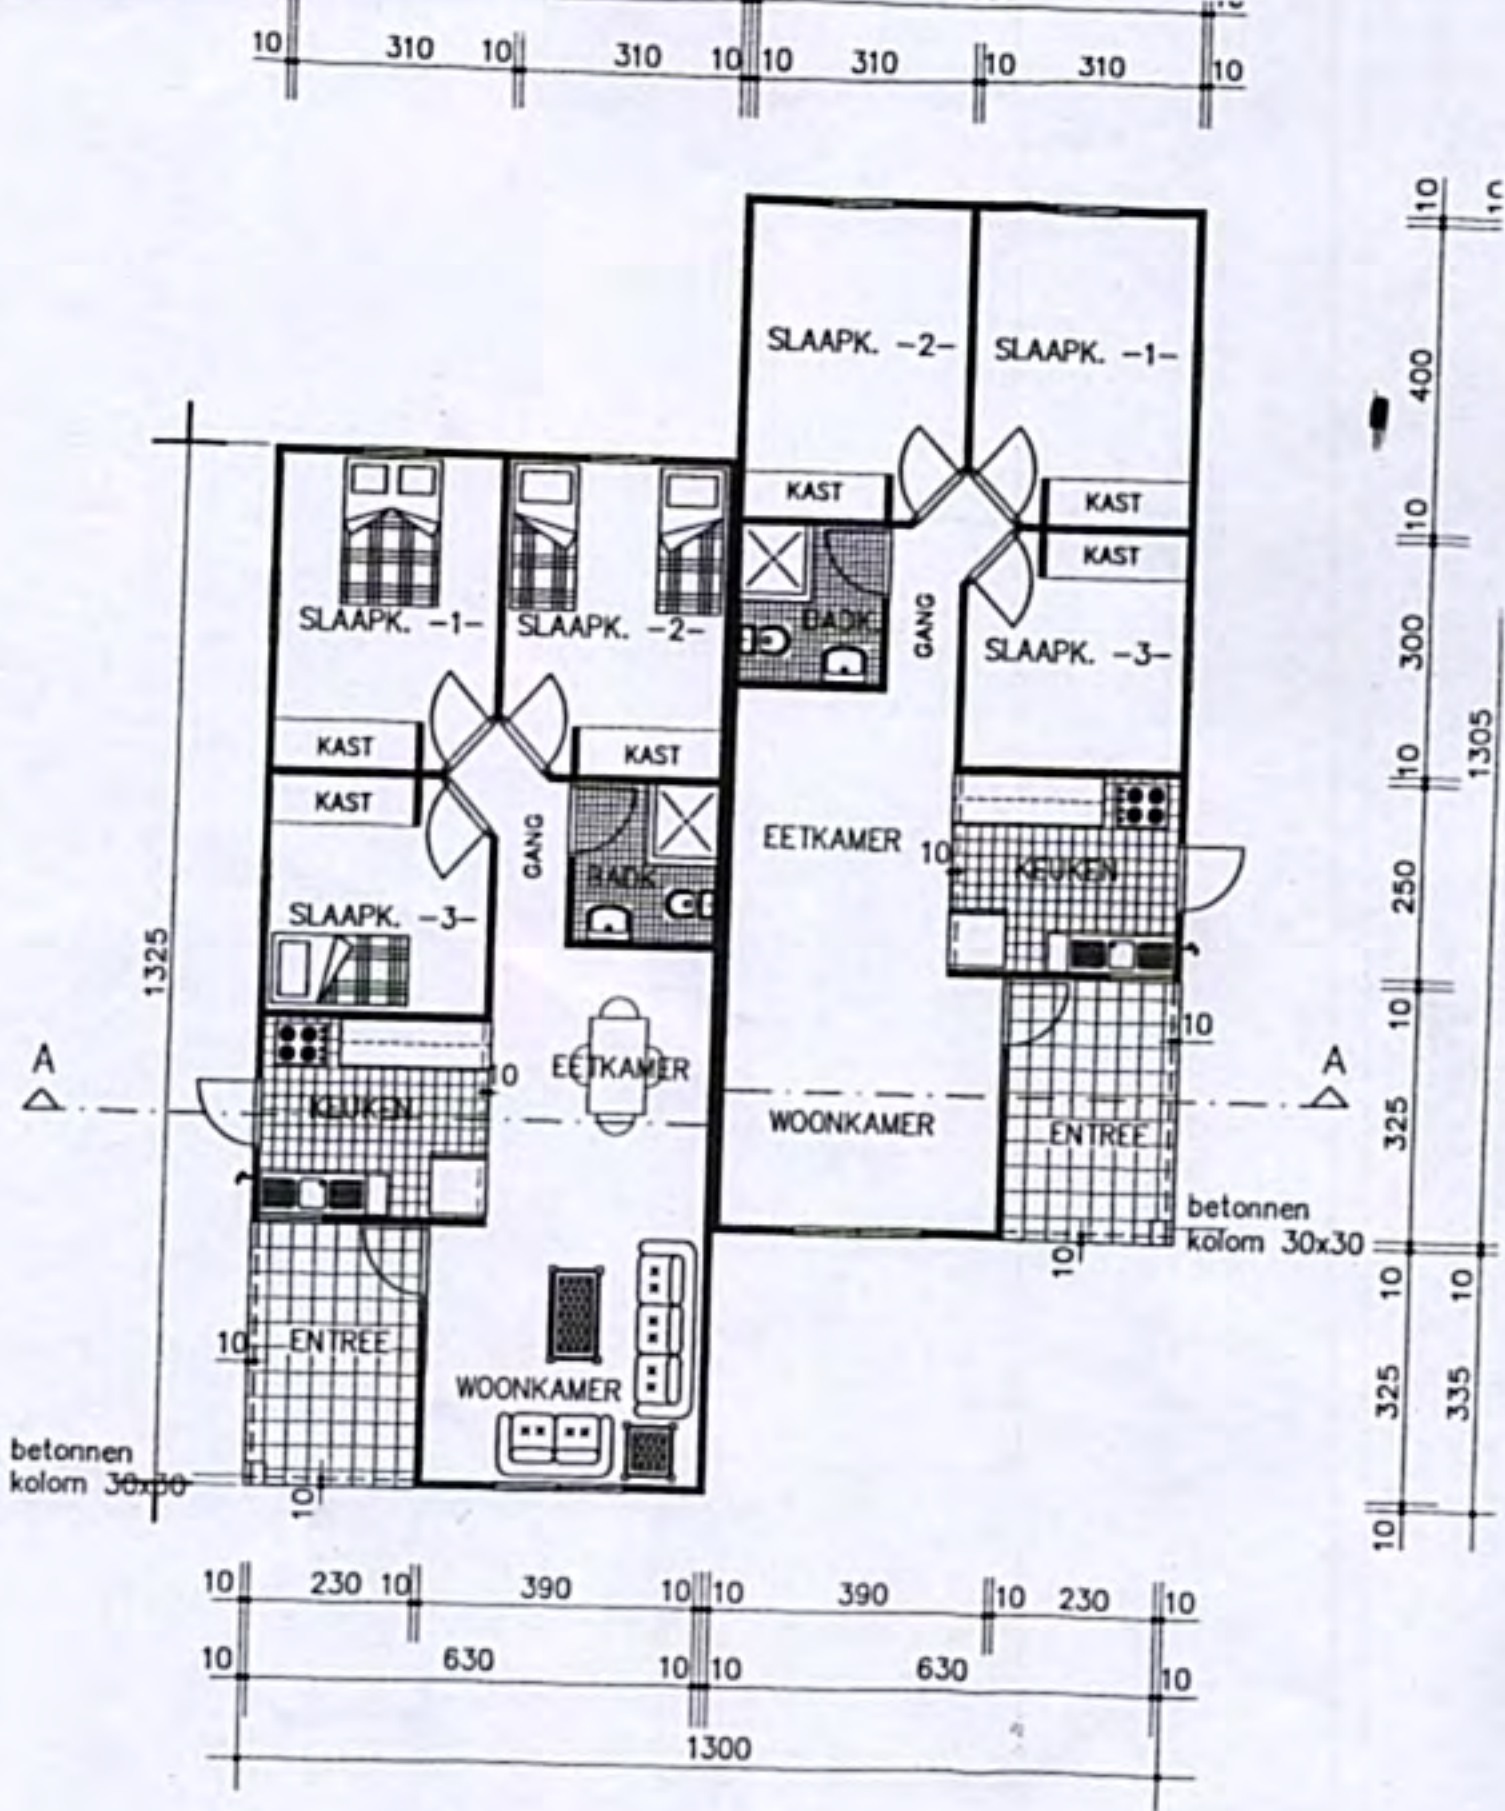 10 310 10 310 10 10 310 10 310 10
SLAAPK. -2-
SLAAPK. -1-
KAST
KAST
KAST
BADK.
GANG
SLAAPK. -3-
EETKAMER
10
KEUKEN
10
WOONKAMER
ENTREE
10
betonnen
kolom 30x30
SLAAPK. -1-
SLAAPK. -2-
KAST
KAST
KAST
GANG
BADK.
SLAAPK. -3-
EETKAMER
10
KEUKEN
10
ENTREE
WOONKAMER
10
betonnen
kolom 30x30
A
A
1325
10
400
10
300
10
250
10
325
10
325
10
1305
10
335
10 230 10 390 10 10 390 10 230 10
10 630 10 10 630 10
1300